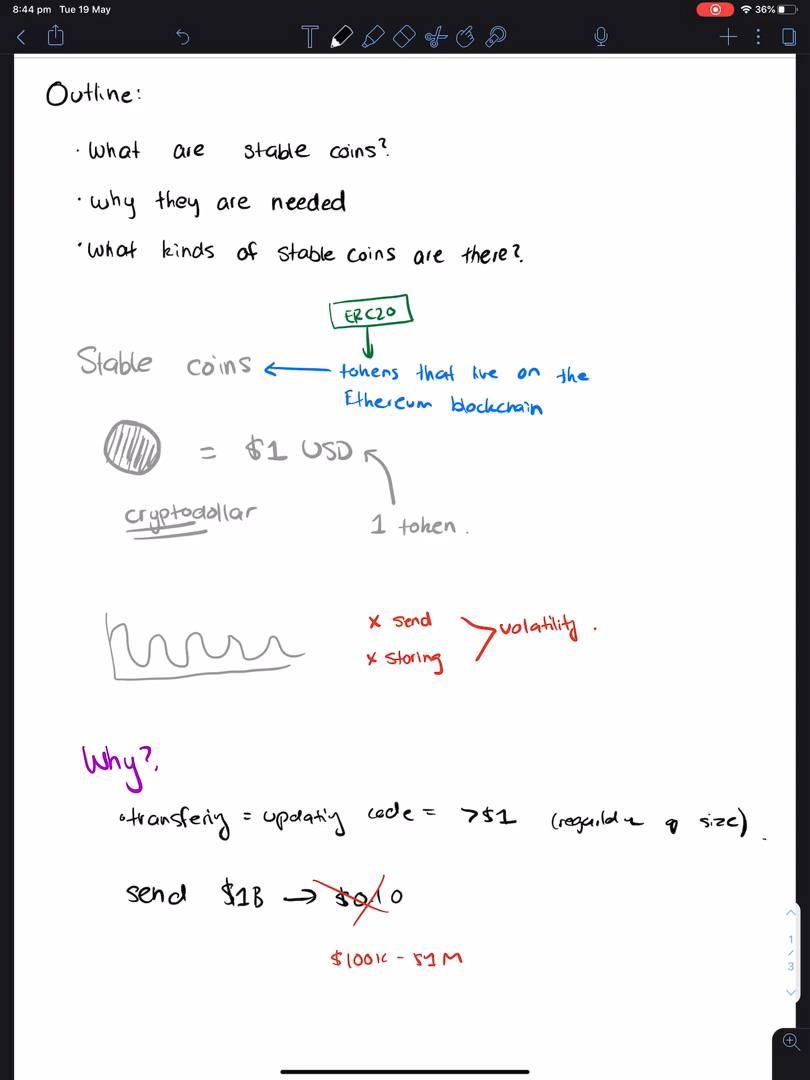 8:44 pm Tue 19 May
36%
Outline:
· What are stable coins?
· why they are needed
· What kinds of stable coins are there?
ERC20
Stable coins
tokens that live on the
Ethereum blockchain
= $1 USD
cryptodollar
1 token.
x send
x storing
volatility.
Why?
transfering = updating code = >$1 (of size).
send $1B → $0.10
$100K - $1M
1
/
3